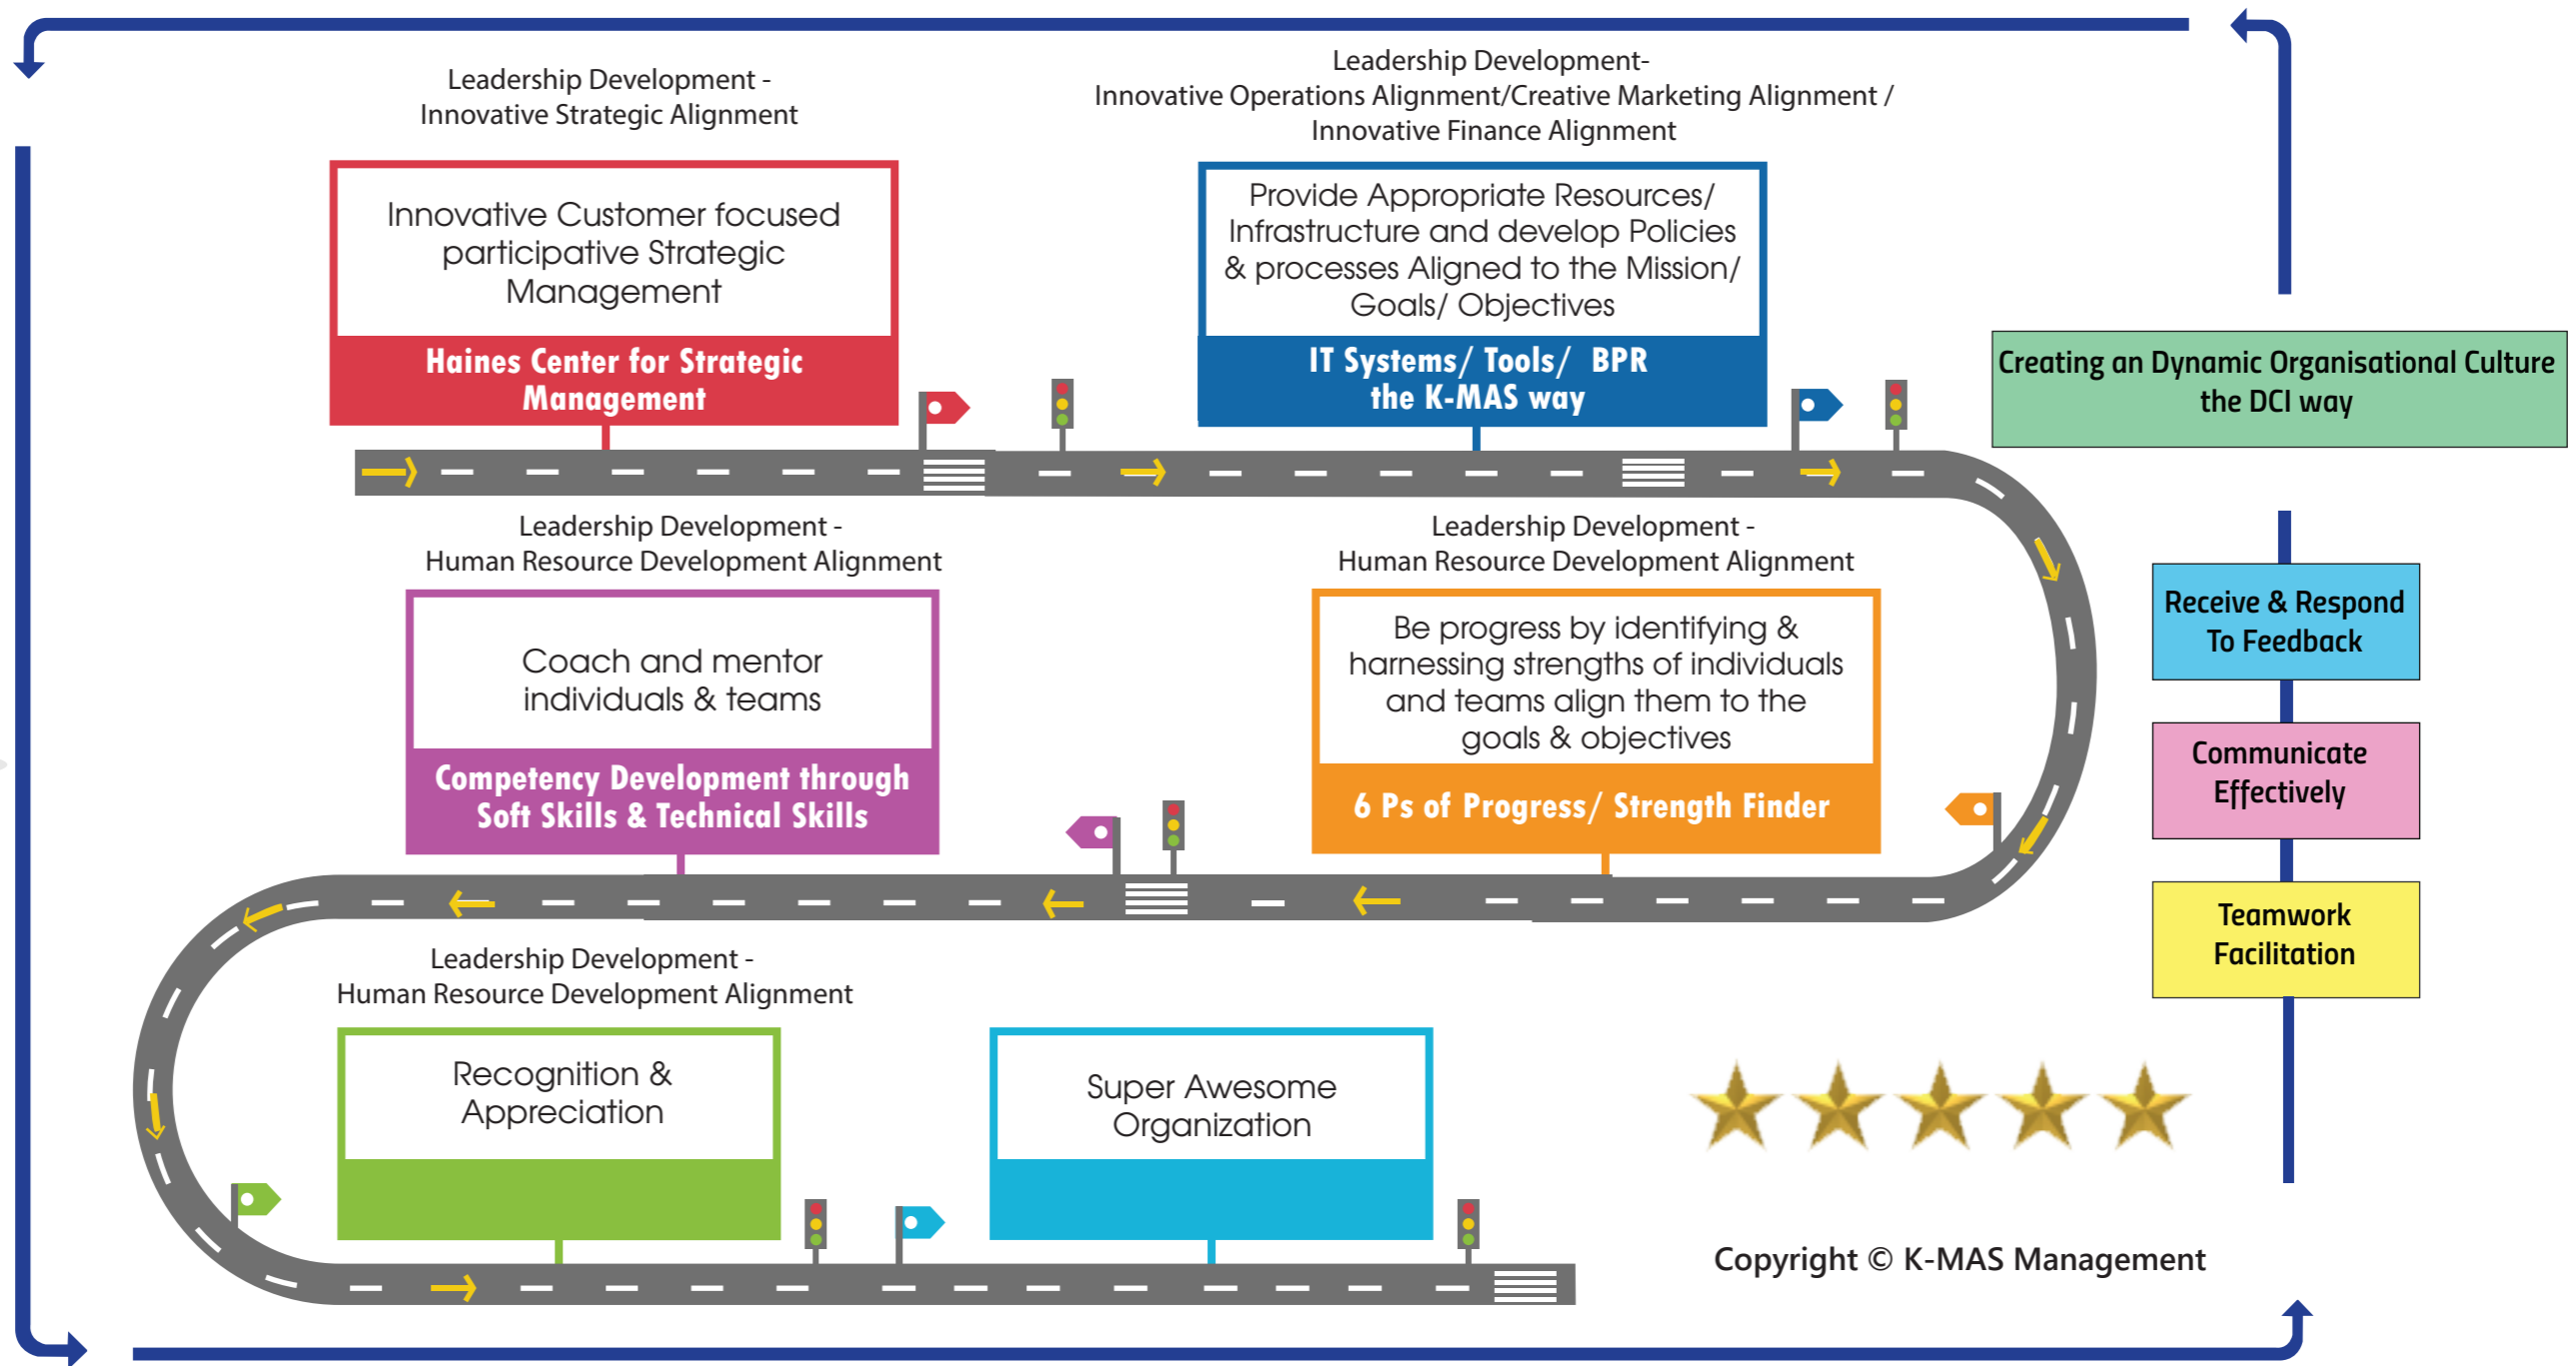 Leadership Development -
Innovative Strategic Alignment
Innovative Customer focused
participative Strategic
Management
Haines Center for Strategic
Management
Leadership Development-
Innovative Operations Alignment/Creative Marketing Alignment /
Innovative Finance Alignment
Provide Appropriate Resources/
Infrastructure and develop Policies
& processes Aligned to the Mission/
Goals/ Objectives
IT Systems/ Tools/ BPR
the K-MAS way
Creating an Dynamic Organisational Culture
the DCI way
Leadership Development -
Human Resource Development Alignment
Be progress by identifying &
harnessing strengths of individuals
and teams align them to the
goals & objectives
6 Ps of Progress/ Strength Finder
Leadership Development -
Human Resource Development Alignment
Coach and mentor
individuals & teams
Competency Development through
Soft Skills & Technical Skills
Receive & Respond
To Feedback
Communicate
Effectively
Teamwork
Facilitation
Leadership Development -
Human Resource Development Alignment
Recognition &
Appreciation
Super Awesome
Organization
Copyright © K-MAS Management